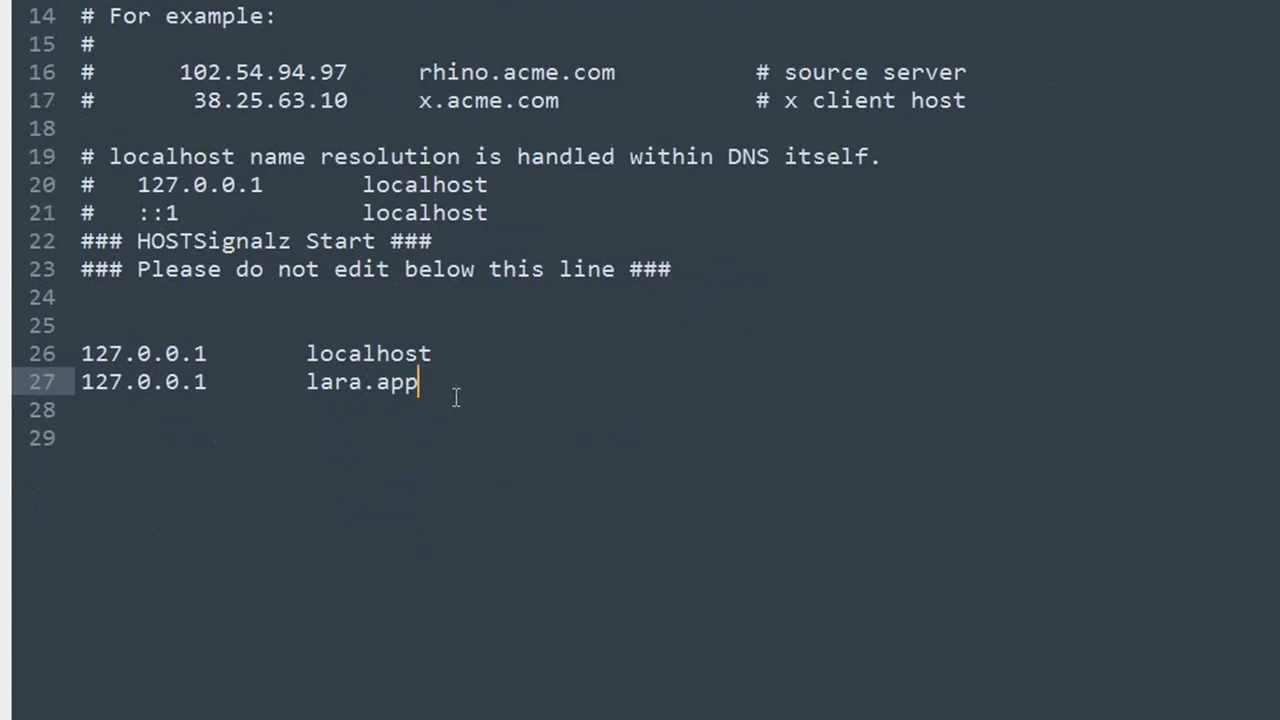 14 # For example:
15 #
16 #      102.54.94.97     rhino.acme.com          # source server
17 #       38.25.63.10     x.acme.com              # x client host
18
19 # localhost name resolution is handled within DNS itself.
20 #   127.0.0.1       localhost
21 #   ::1             localhost
22 ### HOSTSignalz Start ###
23 ### Please do not edit below this line ###
24
25
26 127.0.0.1       localhost
27 127.0.0.1       lara.app
28
29